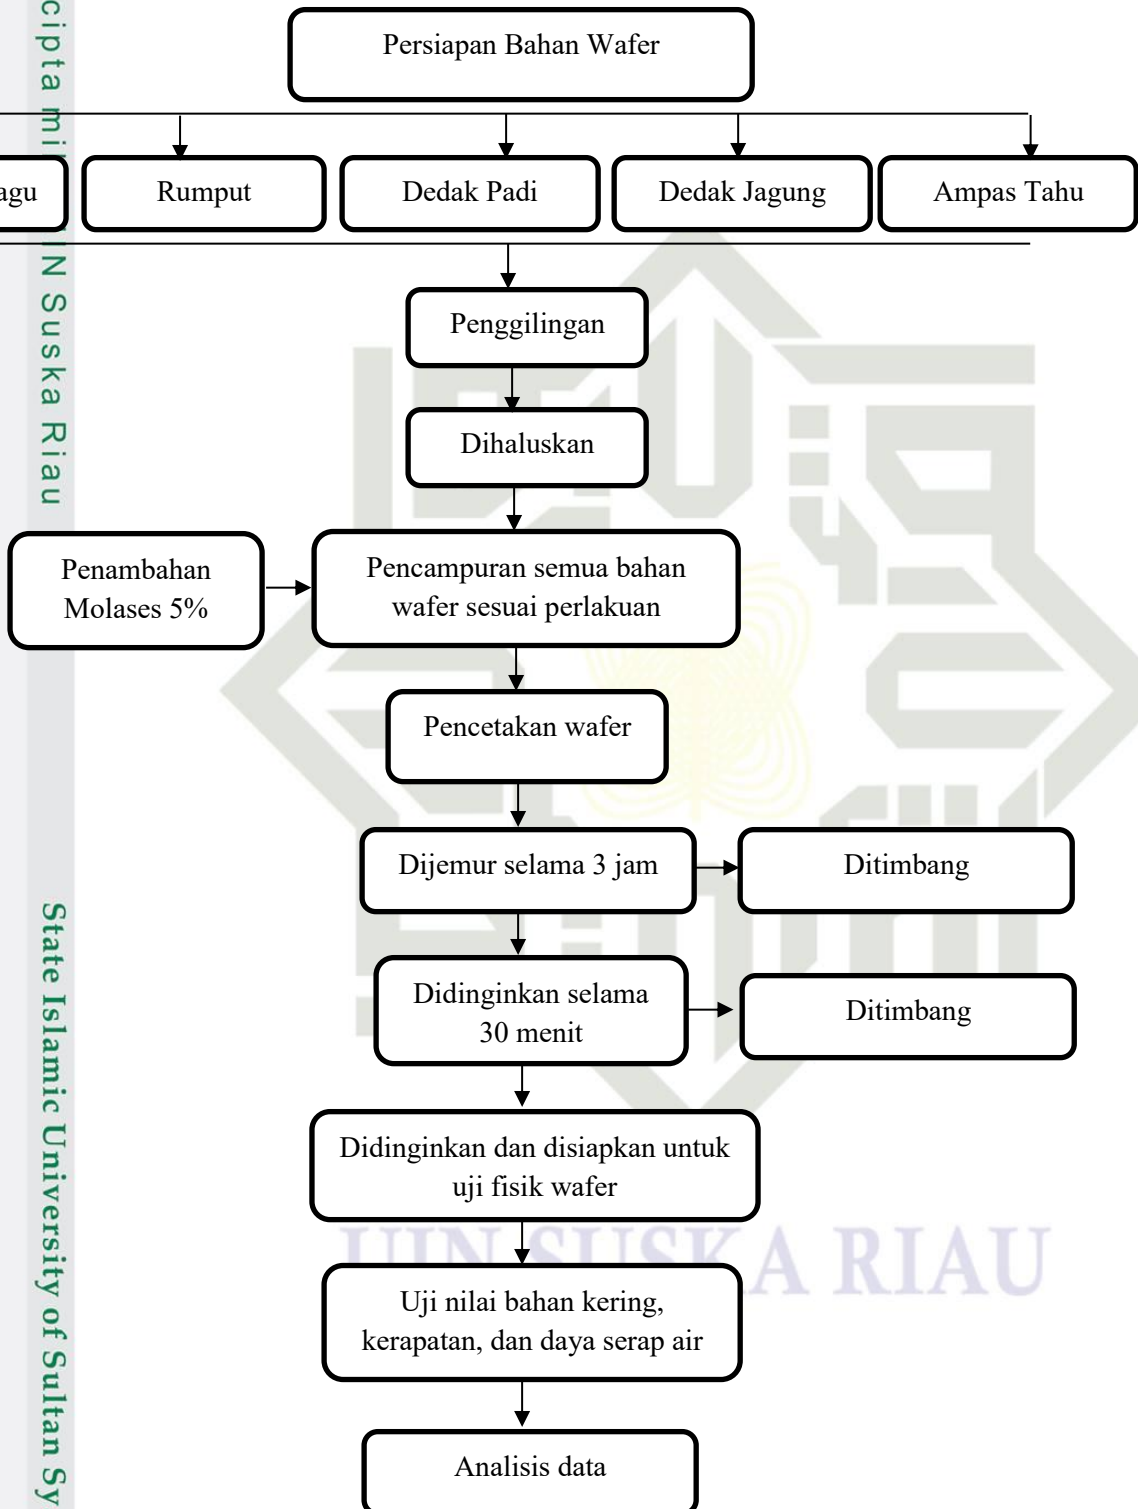 Persiapan Bahan Wafer
agu
Rumput
Dedak Padi
Dedak Jagung
Ampas Tahu
Penggilingan
Dihaluskan
Penambahan
Molases 5%
Pencampuran semua bahan
wafer sesuai perlakuan
Pencetakan wafer
Dijemur selama 3 jam
Ditimbang
Didinginkan selama
30 menit
Ditimbang
Didinginkan dan disiapkan untuk
uji fisik wafer
Uji nilai bahan kering,
kerapatan, dan daya serap air
Analisis data
UIN SUSKA RIAU
cipta mi IN Suska Riau
State Islamic University of Sultan Sy